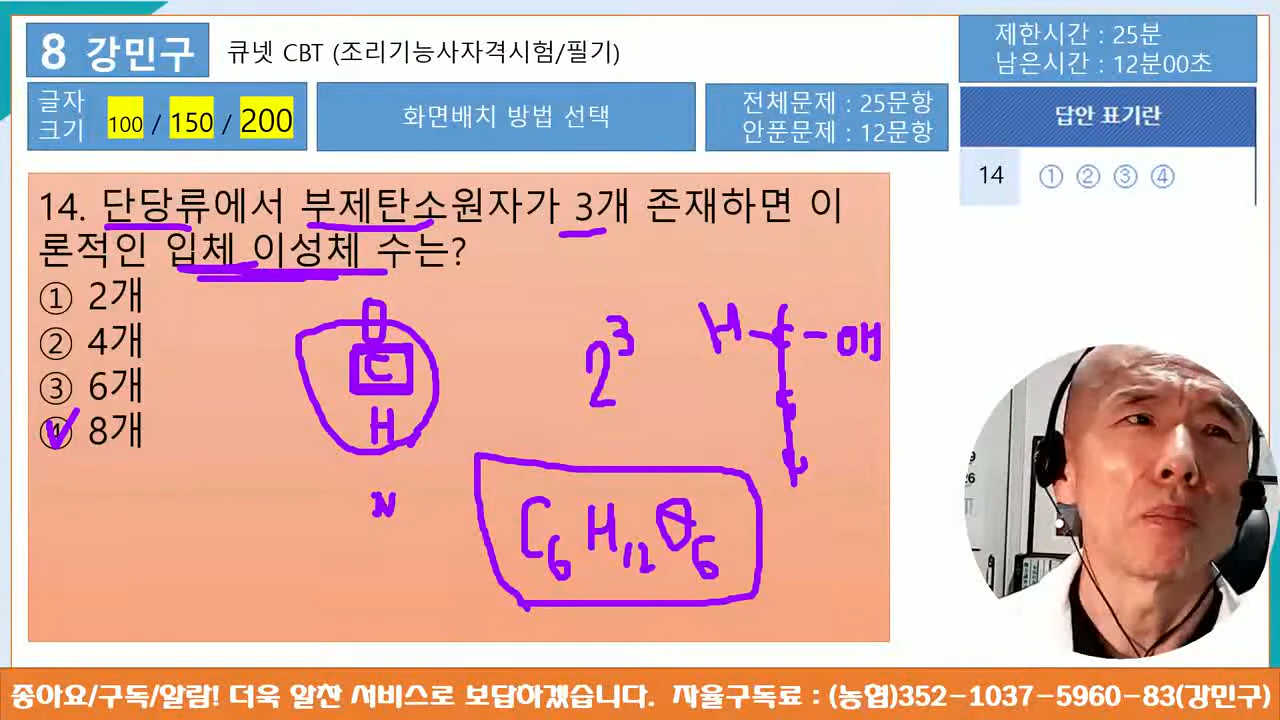 8 강민구
큐넷 CBT (조리기능사자격시험/필기)
제한시간 : 25분
남은시간 : 12분00초
글자
크기
100 / 150 / 200
화면배치 방법 선택
전체문제 : 25문항
안푼문제 : 12문항
답안 표기란
14 ① ② ③ ④
14. 단당류에서 부제탄소원자가 3개 존재하면 이
론적인 입체 이성체 수는?
① 2개
② 4개
③ 6개
④ 8개
C
H
N
2³
H-C-OH
C
C₆H₁₂O₆
종아요/구독/알람! 더욱 알찬 서비스로 보답하겠습니다. 자율구독료 : (농협)352-1037-5960-83(강민구)